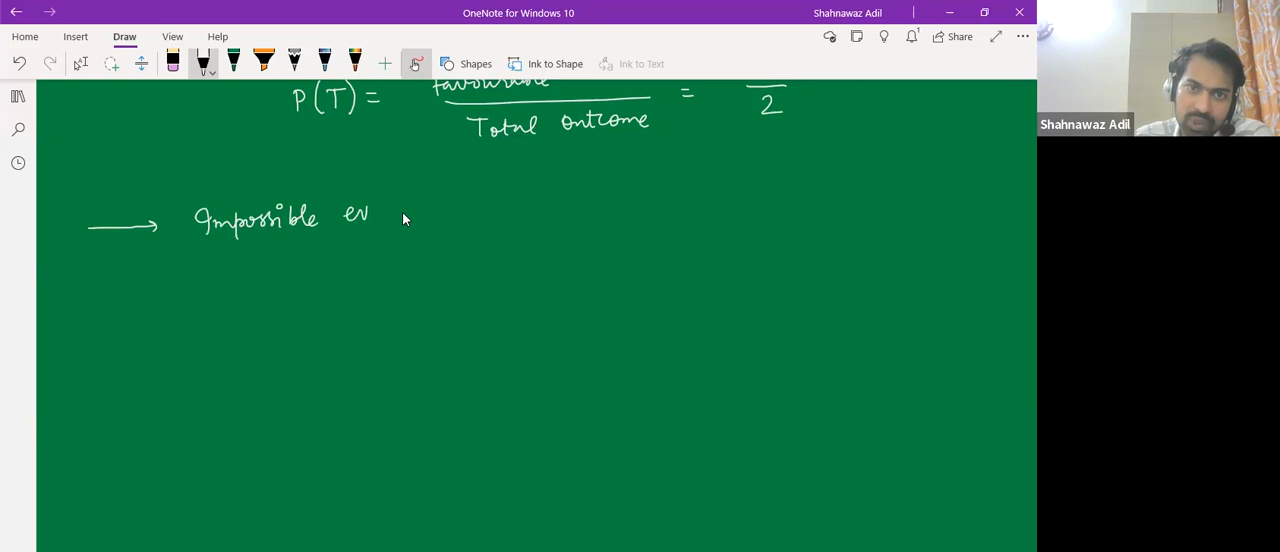 OneNote for Windows 10
Shahnawaz Adil
Home Insert Draw View Help
Share
Ink to Shape
Shapes
Ink to Text
P(T) = favourable = 
Total outcome 2
Shahnawaz Adil
→ Impossible ev